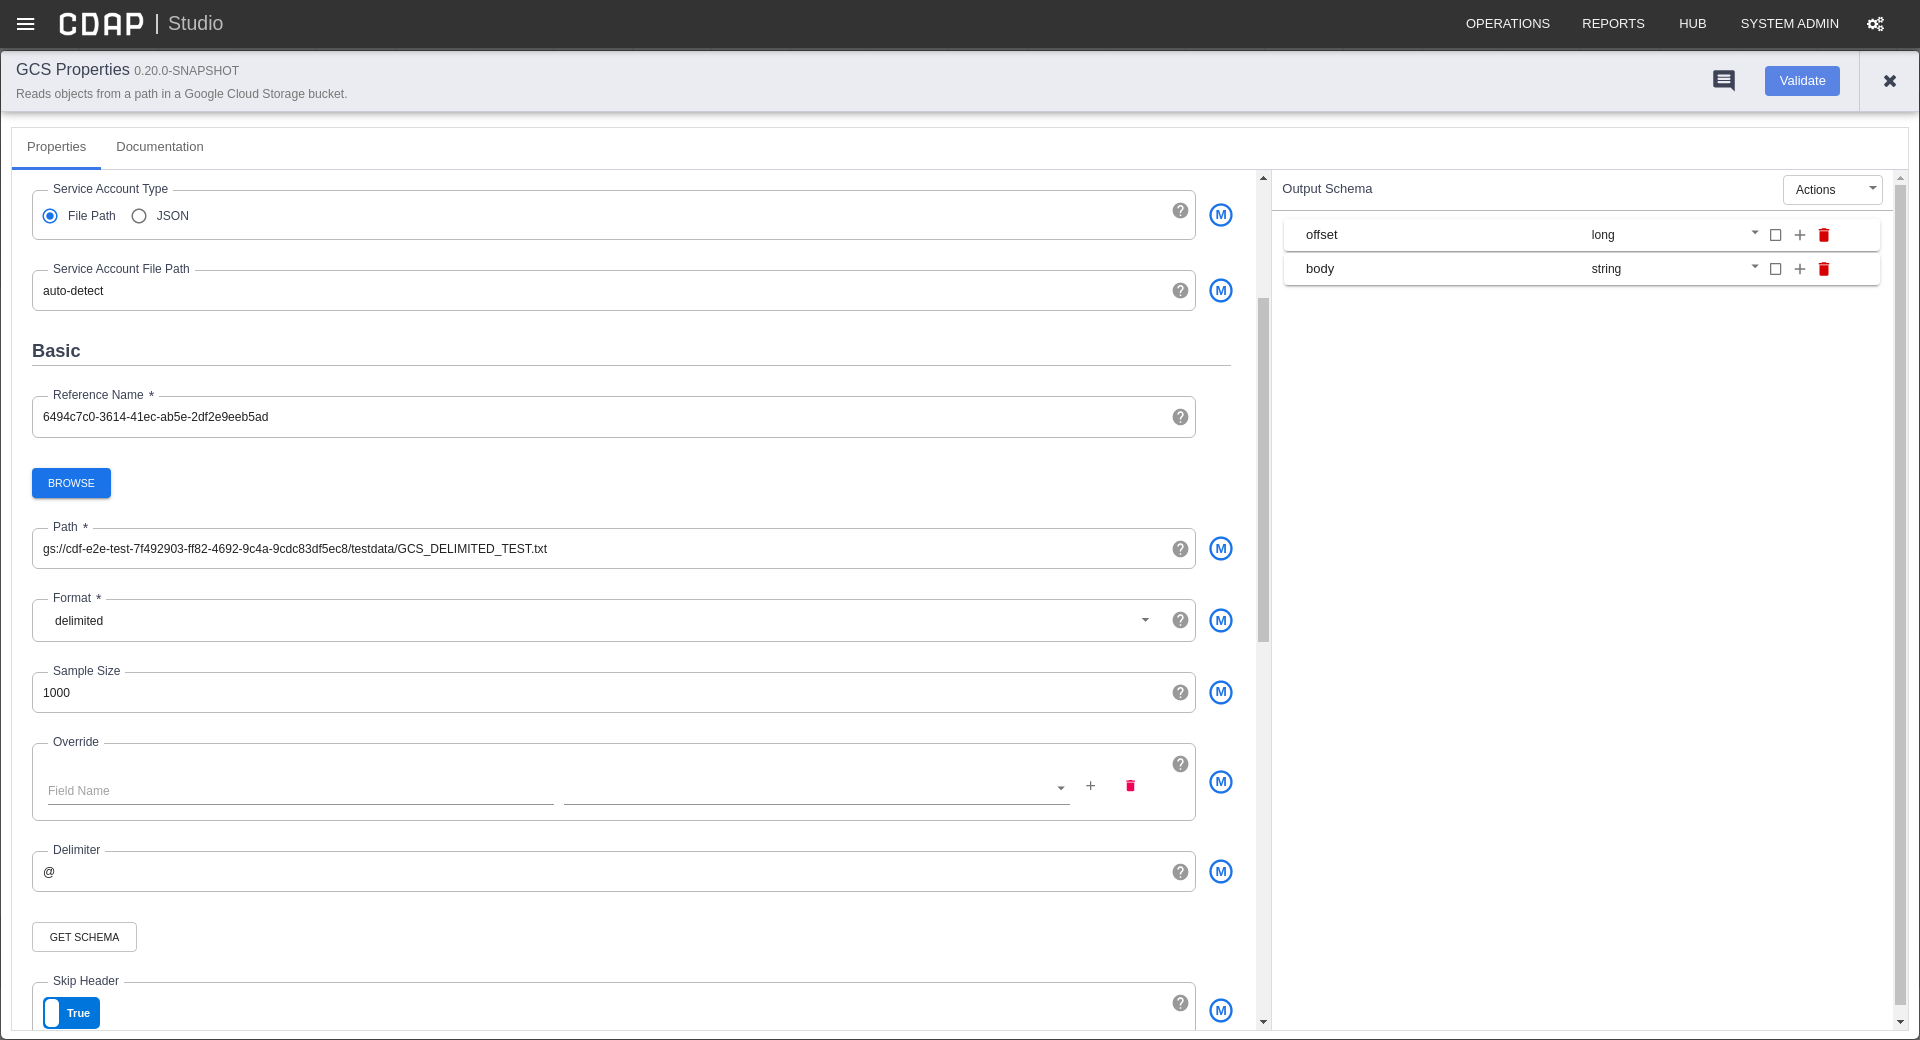 CDAP | Studio OPERATIONS REPORTS HUB SYSTEM ADMIN
GCS Properties 0.20.0-SNAPSHOT
Reads objects from a path in a Google Cloud Storage bucket.
Validate
Properties Documentation
Service Account Type
File Path JSON
? M
Service Account File Path
auto-detect ? M
Basic
Reference Name *
6494c7c0-3614-41ec-ab5e-2df2e9eeb5ad ?
BROWSE
Path *
gs://cdf-e2e-test-7f492903-ff82-4692-9c4a-9cdc83df5ec8/testdata/GCS_DELIMITED_TEST.txt ? M
Format *
delimited ? M
Sample Size
1000 ? M
Override
Field Name ? M
Delimiter
@ ? M
GET SCHEMA
Skip Header
True ? M
Output Schema Actions
offset long
body string